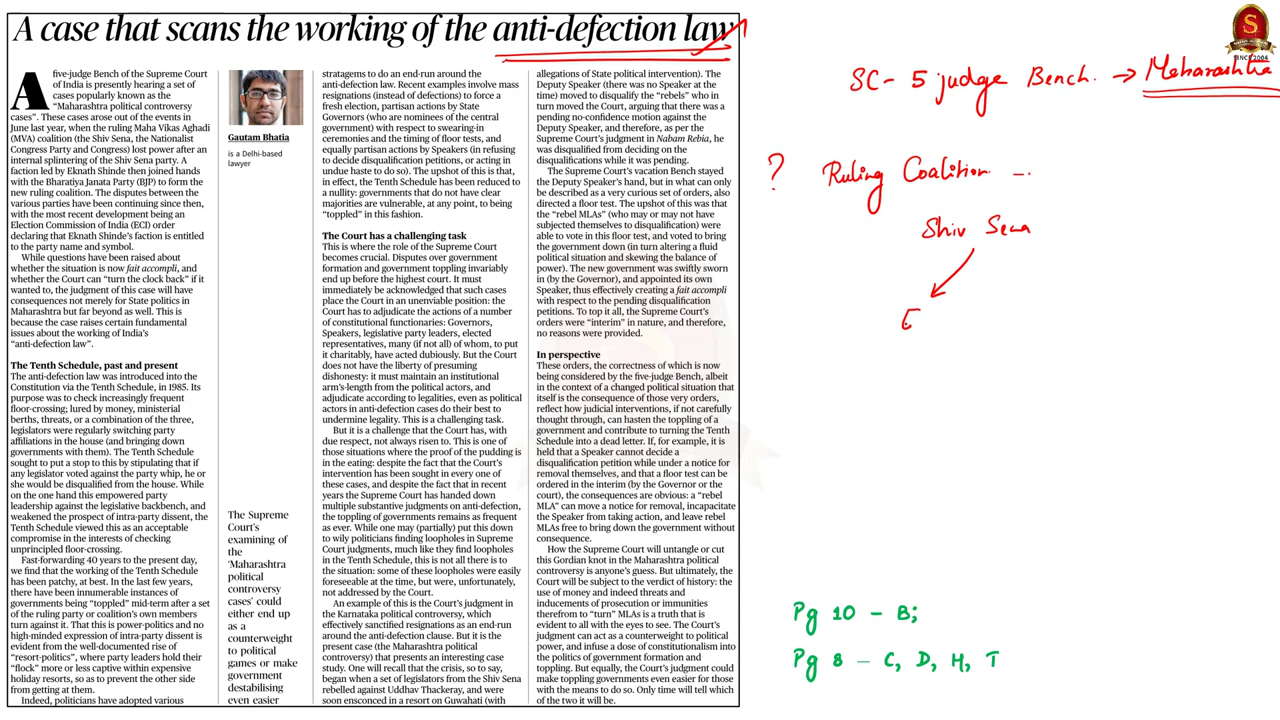 A case that scans the working of the anti-defection law
A five-judge Bench of the Supreme Court
of India is presently hearing a set of
cases popularly known as the
“Maharashtra political controversy
cases”. These cases arose out of the events in
June last year, when the ruling Maha Vikas Aghadi
(MVA) coalition (the Shiv Sena, the Nationalist
Congress Party and Congress) lost power after an
internal splintering of the Shiv Sena party. A
faction led by Eknath Shinde then joined hands
with the Bharatiya Janata Party (BJP) to form the
new ruling coalition. The disputes between the
various parties have been continuing since then,
with the most recent development being an
Election Commission of India (ECI) order
declaring that Eknath Shinde’s faction is entitled
to the party name and symbol.
While questions have been raised about
whether the situation is now fait accompli, and
whether the Court can “turn the clock back” if it
wanted to, the judgment of this case will have
consequences not merely for State politics in
Maharashtra but far beyond as well. This is
because the case raises certain fundamental
issues about the working of India’s
“anti-defection law”.
The Tenth Schedule, past and present
The anti-defection law was introduced into the
Constitution via the Tenth Schedule, in 1985. Its
purpose was to check increasingly frequent
floor-crossing; lured by money, ministerial
berths, threats, or a combination of the three,
legislators were regularly switching party
affiliations in the house (and bringing down
governments with them). The Tenth Schedule
sought to put a stop to this by stipulating that if
any legislator voted against the party whip, he or
she would be disqualified from the house. While
on the one hand this empowered party
leadership against the legislative backbench, and
weakened the prospect of intra-party dissent, the
Tenth Schedule viewed this as an acceptable
compromise in the interests of checking
unprincipled floor-crossing.
Fast-forwarding 40 years to the present day,
we find that the working of the Tenth Schedule
has been patchy, at best. In the last few years,
there have been innumerable instances of
governments being “toppled” mid-term after a set
of the ruling party or coalition’s own members
turn against it. That this is power-politics and no
high-minded expression of intra-party dissent is
evident from the well-documented rise of
“resort-politics”, where party leaders hold their
“flock” more or less captive within expensive
holiday resorts, so as to prevent the other side
from getting at them.
Indeed, politicians have adopted various
Gautam Bhatia
is a Delhi-based
lawyer
The Supreme
Court’s
examining of
the
‘Maharashtra
political
controversy
cases’ could
either end up
as a
counterweight
to political
games or make
government
destabilising
even easier
stratagems to do an end-run around the
anti-defection law. Recent examples involve mass
resignations (instead of defections) to force a
fresh election, partisan actions by State
Governors (who are nominees of the central
government) with respect to swearing-in
ceremonies and the timing of floor tests, and
equally partisan actions by Speakers (in refusing
to decide disqualification petitions, or acting in
undue haste to do so). The upshot of this is that,
in effect, the Tenth Schedule has been reduced to
a nullity: governments that do not have clear
majorities are vulnerable, at any point, to being
“toppled” in this fashion.
The Court has a challenging task
This is where the role of the Supreme Court
becomes crucial. Disputes over government
formation and government toppling invariably
end up before the highest court. It must
immediately be acknowledged that such cases
place the Court in an unenviable position: the
Court has to adjudicate the actions of a number
of constitutional functionaries: Governors,
Speakers, legislative party leaders, elected
representatives, many (if not all) of whom, to put
it charitably, have acted dubiously. But the Court
does not have the liberty of presuming
dishonesty: it must maintain an institutional
arm’s-length from the political actors, and
adjudicate according to legalities, even as political
actors in anti-defection cases do their best to
undermine legality. This is a challenging task.
But it is a challenge that the Court has, with
due respect, not always risen to. This is one of
those situations where the proof of the pudding is
in the eating: despite the fact that the Court’s
intervention has been sought in every one of
these cases, and despite the fact that in recent
years the Supreme Court has handed down
multiple substantive judgments on anti-defection,
the toppling of governments remains as frequent
as ever. While one may (partially) put this down
to wily politicians finding loopholes in Supreme
Court judgments, much like they find loopholes
in the Tenth Schedule, this is not all there is to
the situation: some of these loopholes were easily
foreseeable at the time, but were, unfortunately,
not addressed by the Court.
An example of this is the Court’s judgment in
the Karnataka political controversy, which
effectively sanctified resignations as an end-run
around the anti-defection clause. But it is the
present case (the Maharashtra political
controversy) that presents an interesting case
study. One will recall that the crisis, so to say,
began when a set of legislators from the Shiv Sena
rebelled against Uddhav Thackeray, and were
soon ensconced in a resort on Guwahati (with
allegations of State political intervention). The
Deputy Speaker (there was no Speaker at the
time) moved to disqualify the “rebels” who in
turn moved the Court, arguing that there was a
pending no-confidence motion against the
Deputy Speaker, and therefore, as per the
Supreme Court’s judgment in Nabam Rebia, he
was disqualified from deciding on the
disqualifications while it was pending.
The Supreme Court’s vacation Bench stayed
the Deputy Speaker’s hand, but in what can only
be described as a very curious set of orders, also
directed a floor test. The upshot of this was that
the “rebel MLAs” (who may or may not have
subjected themselves to disqualification) were
able to vote in this floor test, and voted to bring
the government down (in turn altering a fluid
political situation and skewing the balance of
power). The new government was swiftly sworn
in (by the Governor), and appointed its own
Speaker, thus effectively creating a fait accompli
with respect to the pending disqualification
petitions. To top it all, the Supreme Court’s
orders were “interim” in nature, and therefore,
no reasons were provided.
In perspective
These orders, the correctness of which is now
being considered by the five-judge Bench, albeit
in the context of a changed political situation that
itself is the consequence of those very orders,
reflect how judicial interventions, if not carefully
thought through, can hasten the toppling of a
government and contribute to turning the Tenth
Schedule into a dead letter. If, for example, it is
held that a Speaker cannot decide a
disqualification petition while under a notice for
removal themselves, and that a floor test can be
ordered in the interim (by the Governor or the
court), the consequences are obvious: a “rebel
MLA” can move a notice for removal, incapacitate
the Speaker from taking action, and leave rebel
MLAs free to bring down the government without
consequence.
How the Supreme Court will untangle or cut
this Gordian knot in the Maharashtra political
controversy is anyone’s guess. But ultimately, the
Court will be subject to the verdict of history: the
use of money and indeed threats and
inducements of prosecution or immunities
therefrom to “turn” MLAs is a truth that is
evident to all with the eyes to see. The Court’s
judgment can act as a counterweight to political
power, and infuse a dose of constitutionalism into
the politics of government formation and
toppling. But equally, the Court’s judgment could
make toppling governments even easier for those
with the means to do so. Only time will tell which
of the two it will be.
S
SINCE 2004
SC - 5 judge Bench. → Maharashtra
? Ruling Coalition -..
Shiv Sena
E
Pg 10 - B;
Pg 8 - C, D, H, T